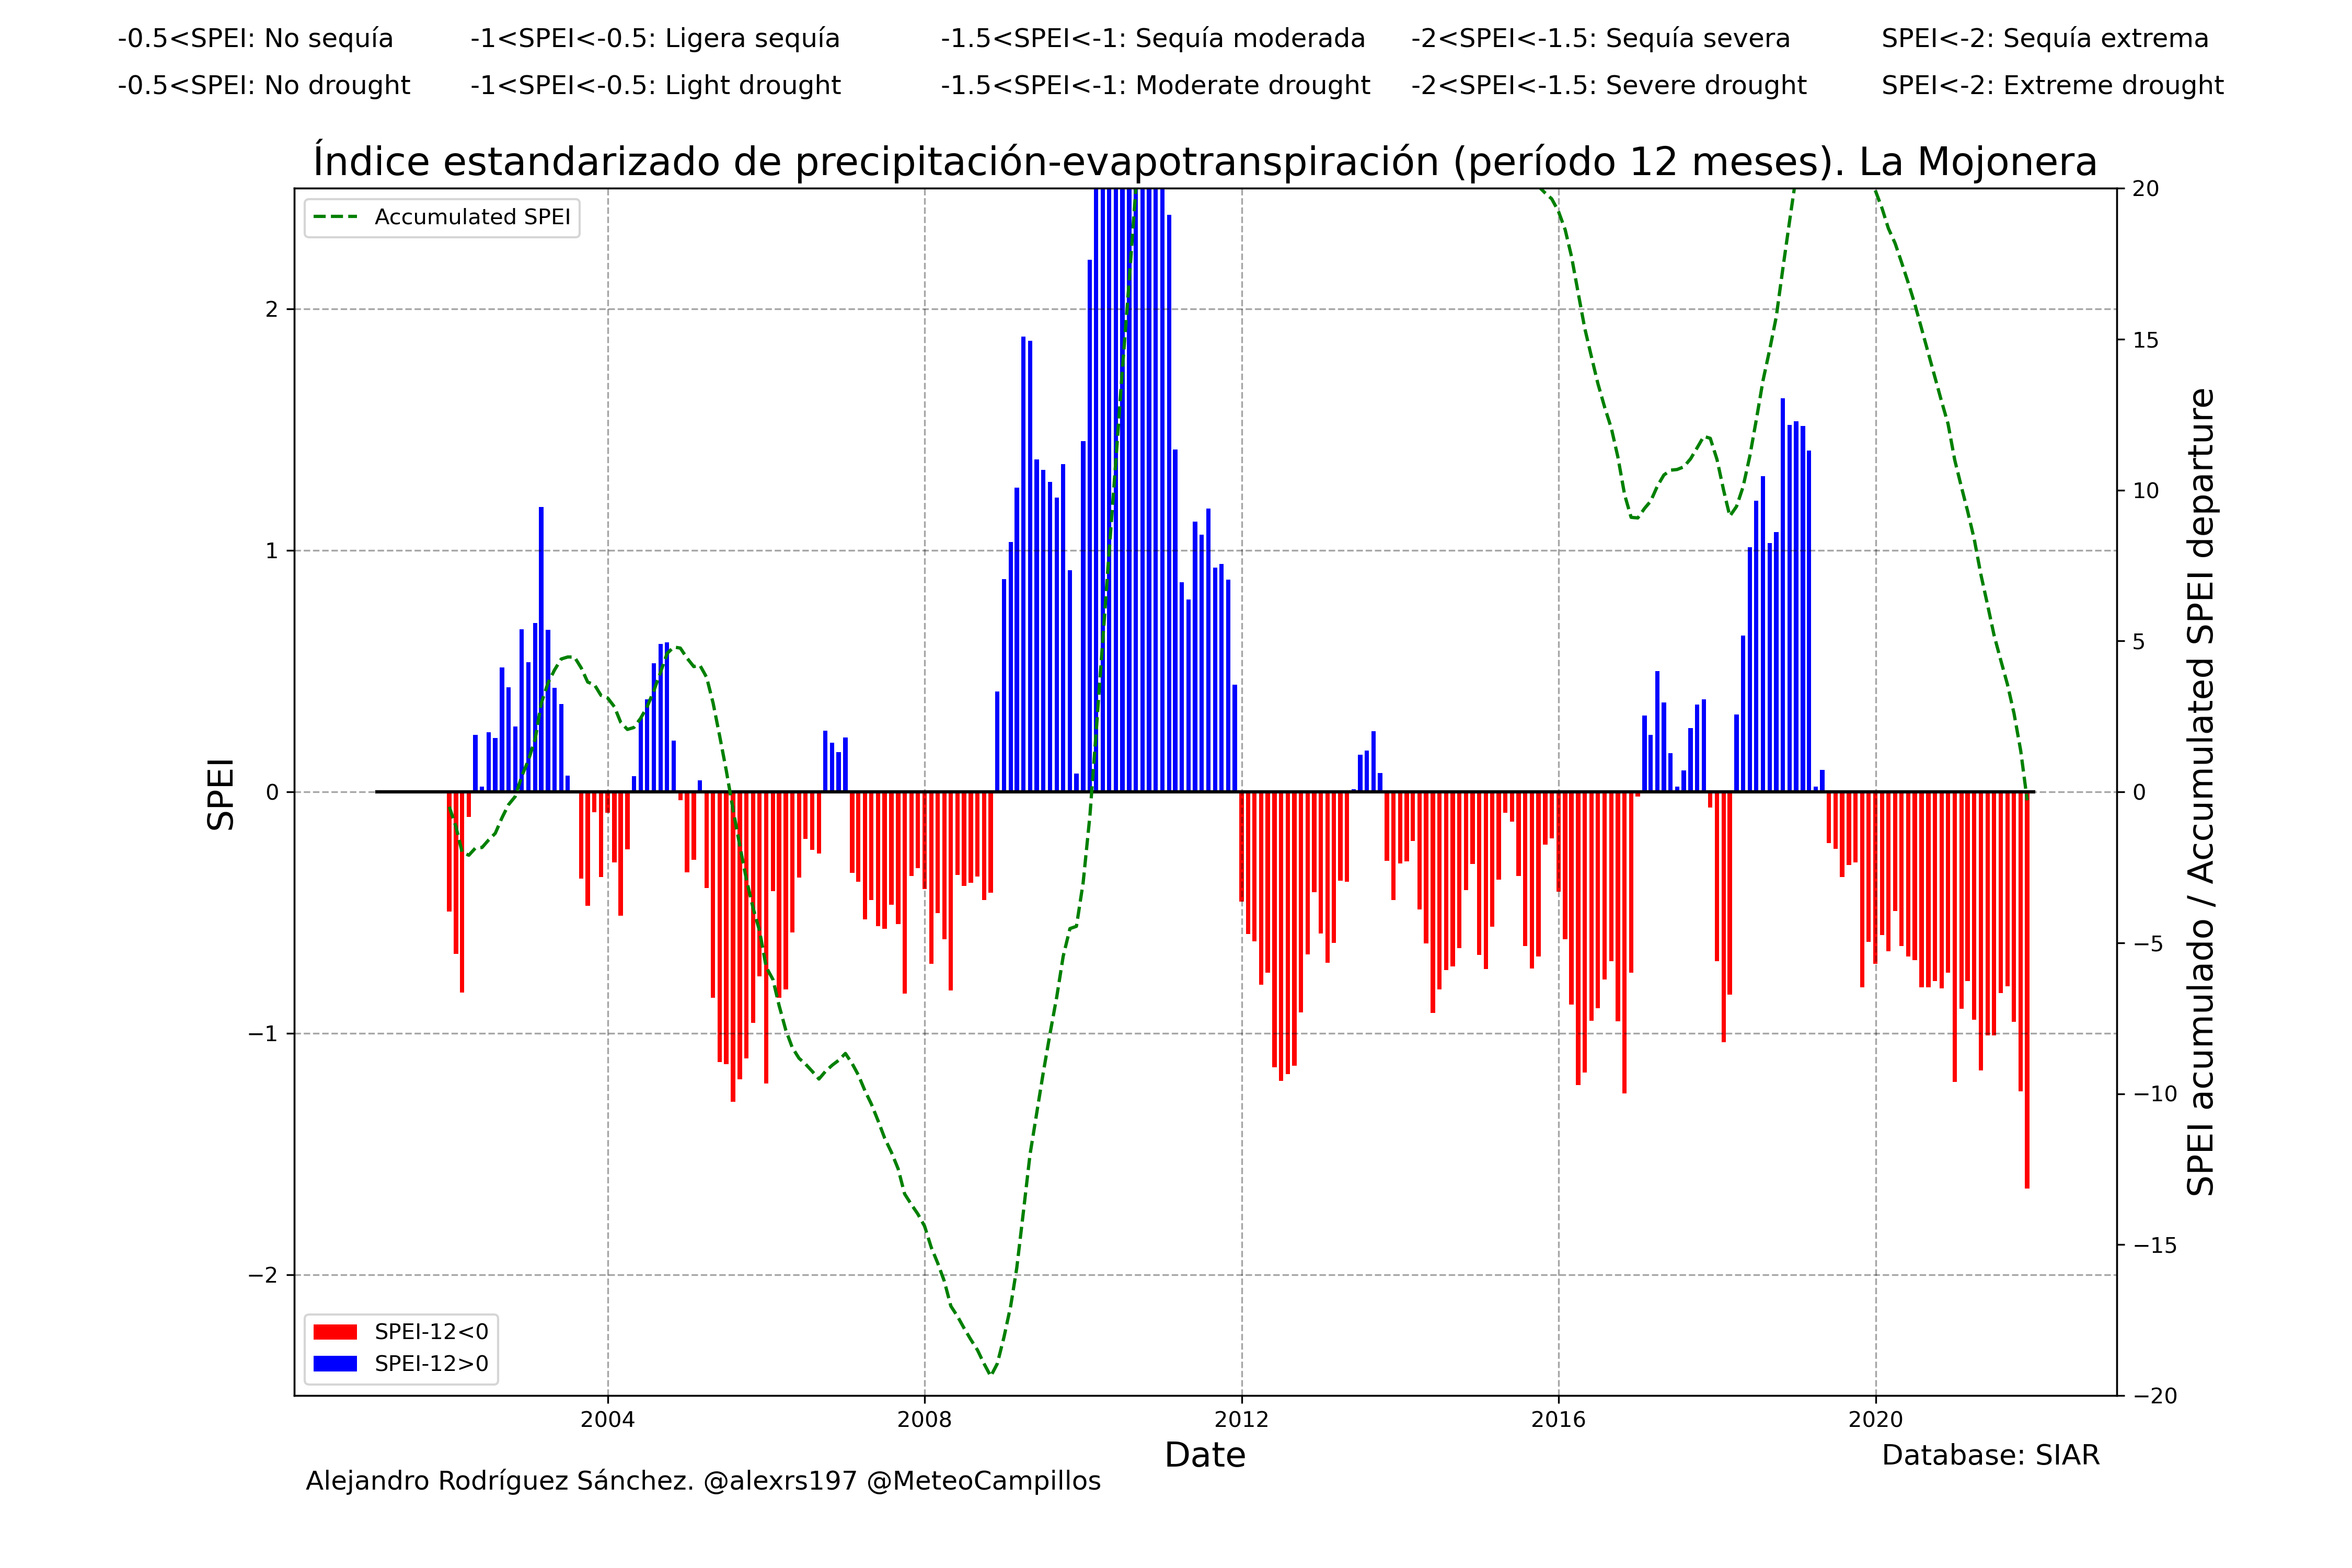 -0.5<SPEI: No sequía -1<SPEI<-0.5: Ligera sequía -1.5<SPEI<-1: Sequía moderada -2<SPEI<-1.5: Sequía severa SPEI<-2: Sequía extrema
-0.5<SPEI: No drought -1<SPEI<-0.5: Light drought -1.5<SPEI<-1: Moderate drought -2<SPEI<-1.5: Severe drought SPEI<-2: Extreme drought
Índice estandarizado de precipitación-evapotranspiración (período 12 meses). La Mojonera
Accumulated SPEI
SPEI
2
1
0
−1
−2
20
15
10
5
0
−5
−10
−15
−20
SPEI acumulado / Accumulated SPEI departure
SPEI-12<0
SPEI-12>0
2004 2008 2012 2016 2020
Date
Database: SIAR
Alejandro Rodríguez Sánchez. @alexrs197 @MeteoCampillos